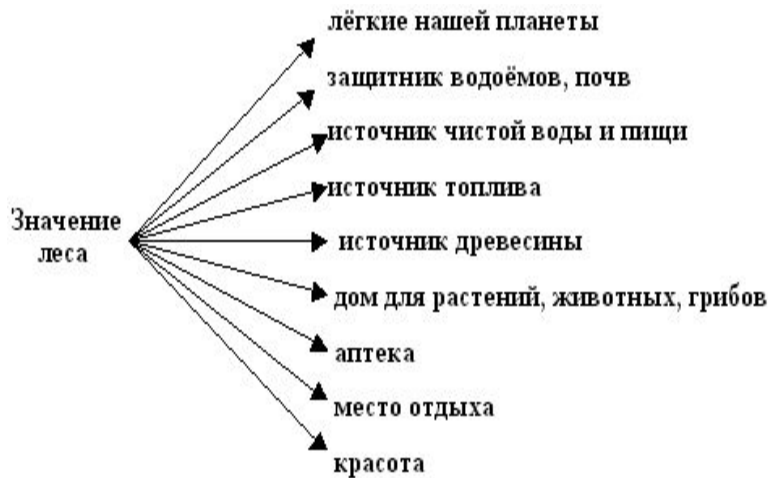 лёгкие нашей планеты
защитник водоёмов, почв
источник чистой воды и пищи
источник топлива
Значение
леса
источник древесины
дом для растений, животных, грибов
аптека
место отдыха
красота